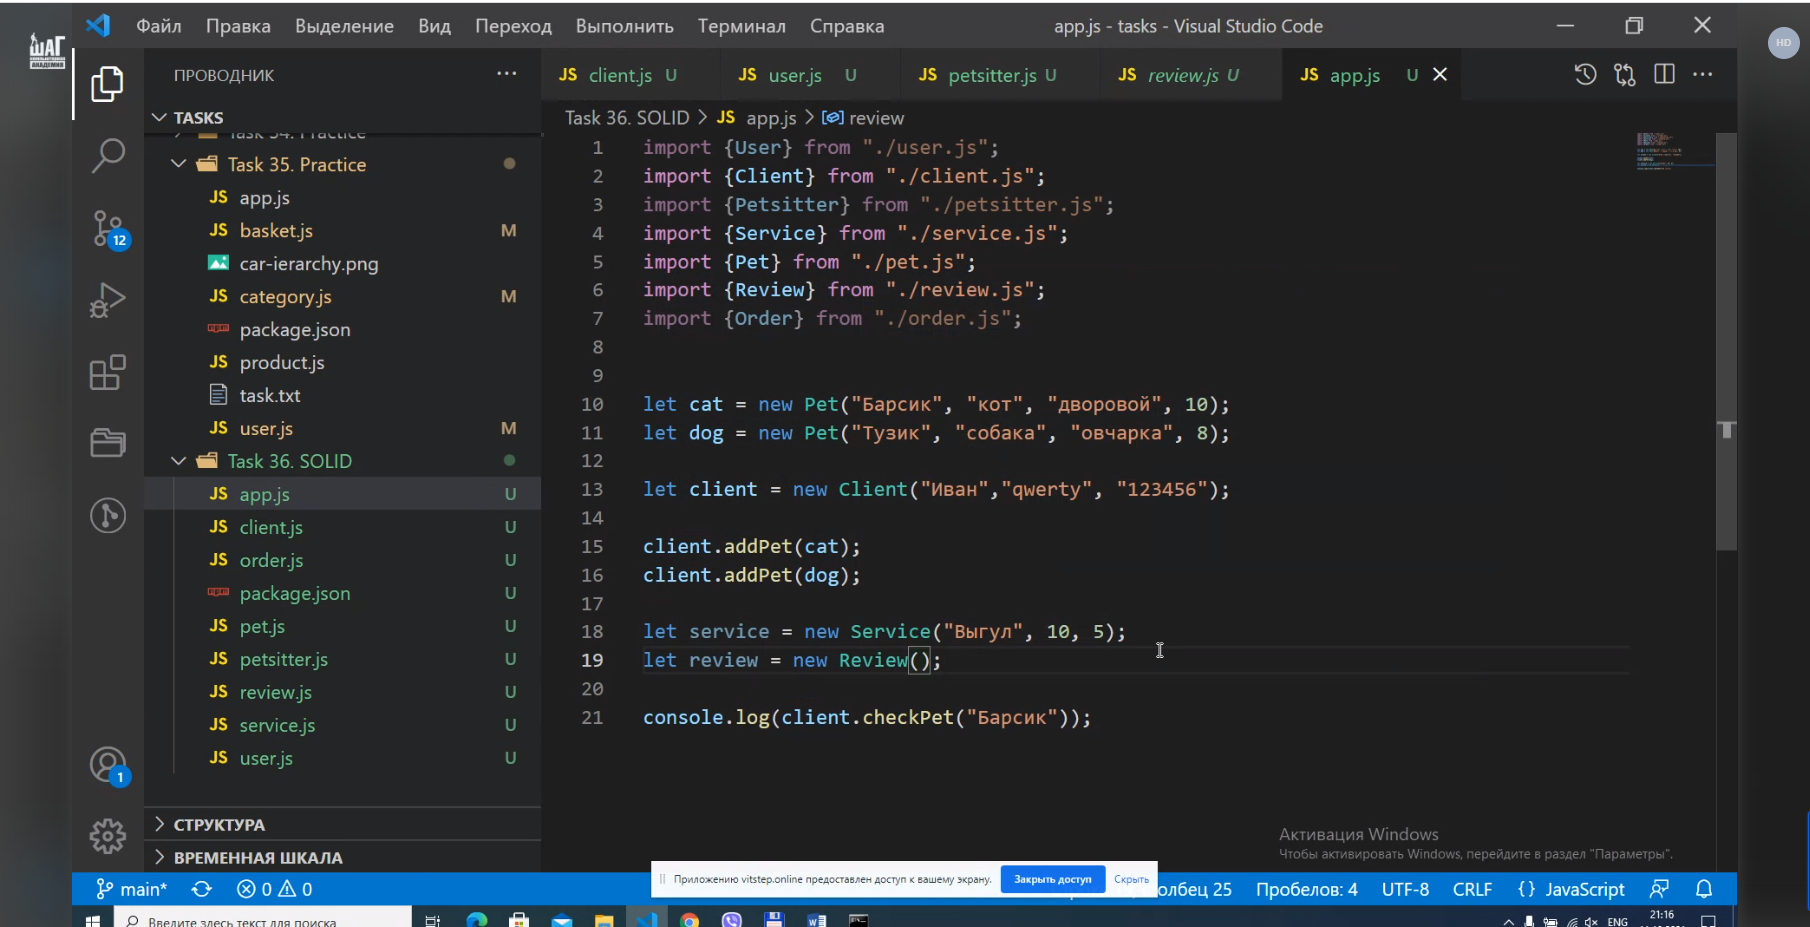 Файл Правка Выделение Вид Переход Выполнить Терминал Справка app.js - tasks - Visual Studio Code
ШАГ
КОМПЬЮТЕРНАЯ
АКАДЕМИЯ
HD
ПРОВОДНИК
TASKS
Task 34. Practice
Task 35. Practice
JS app.js
JS basket.js M
car-ierarchy.png
JS category.js M
package.json
JS product.js
task.txt
JS user.js M
Task 36. SOLID
JS app.js U
JS client.js U
JS order.js U
package.json U
JS pet.js U
JS petsitter.js U
JS review.js U
JS service.js U
JS user.js U
СТРУКТУРА
ВРЕМЕННАЯ ШКАЛА
12
1
JS client.js U JS user.js U JS petsitter.js U JS review.js U JS app.js U
Task 36. SOLID > JS app.js > review
1 import {User} from "./user.js";
2 import {Client} from "./client.js";
3 import {Petsitter} from "./petsitter.js";
4 import {Service} from "./service.js";
5 import {Pet} from "./pet.js";
6 import {Review} from "./review.js";
7 import {Order} from "./order.js";
8
9
10 let cat = new Pet("Барсик", "кот", "дворовой", 10);
11 let dog = new Pet("Тузик", "собака", "овчарка", 8);
12
13 let client = new Client("Иван","qwerty", "123456");
14
15 client.addPet(cat);
16 client.addPet(dog);
17
18 let service = new Service("Выгул", 10, 5);
19 let review = new Review();
20
21 console.log(client.checkPet("Барсик"));
Активация Windows
Чтобы активировать Windows, перейдите в раздел "Параметры".
Приложению vitstep.online предоставлен доступ к вашему экрану. Закрыть доступ Скрыть
main* 0 0 олбец 25 Пробелов: 4 UTF-8 CRLF {} JavaScript
Введите здесь текст для поиска
ENG 21:16